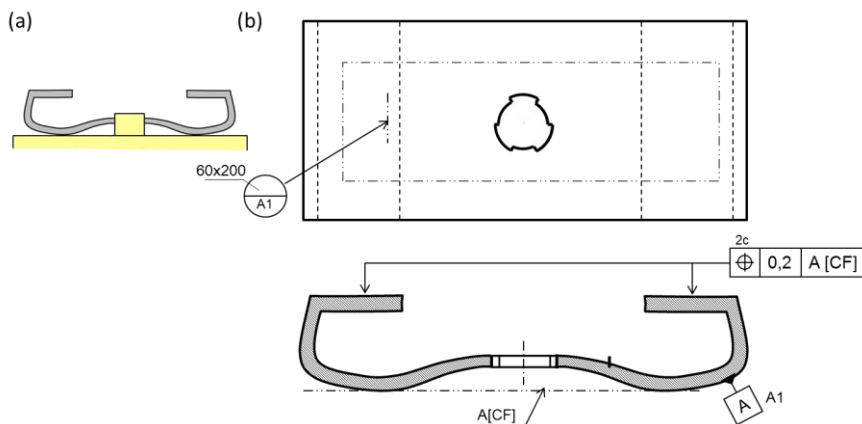 (a)
(b)
60x200
A1
2c
⌖ 0,2 A [CF]
A[CF]
A A1